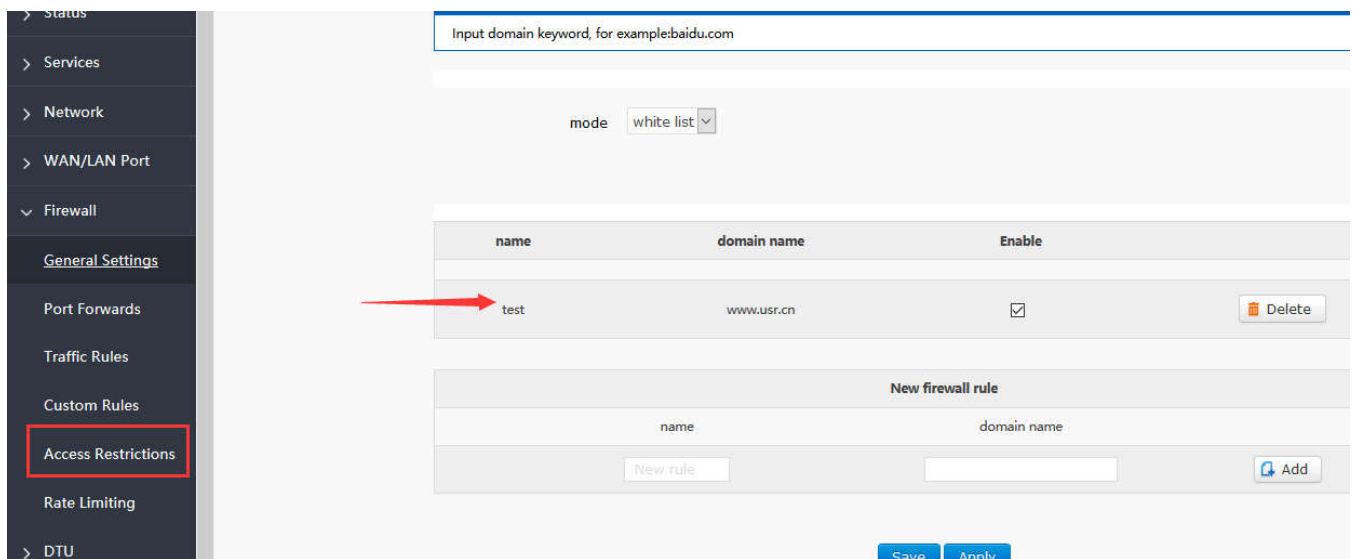 Status
Services
Network
WAN/LAN Port
Firewall
General Settings
Port Forwards
Traffic Rules
Custom Rules
Access Restrictions
Rate Limiting
DTU
Input domain keyword, for example:baidu.com
mode white list
name domain name Enable
test www.usr.cn Delete
New firewall rule
name domain name
New rule Add
Save Apply